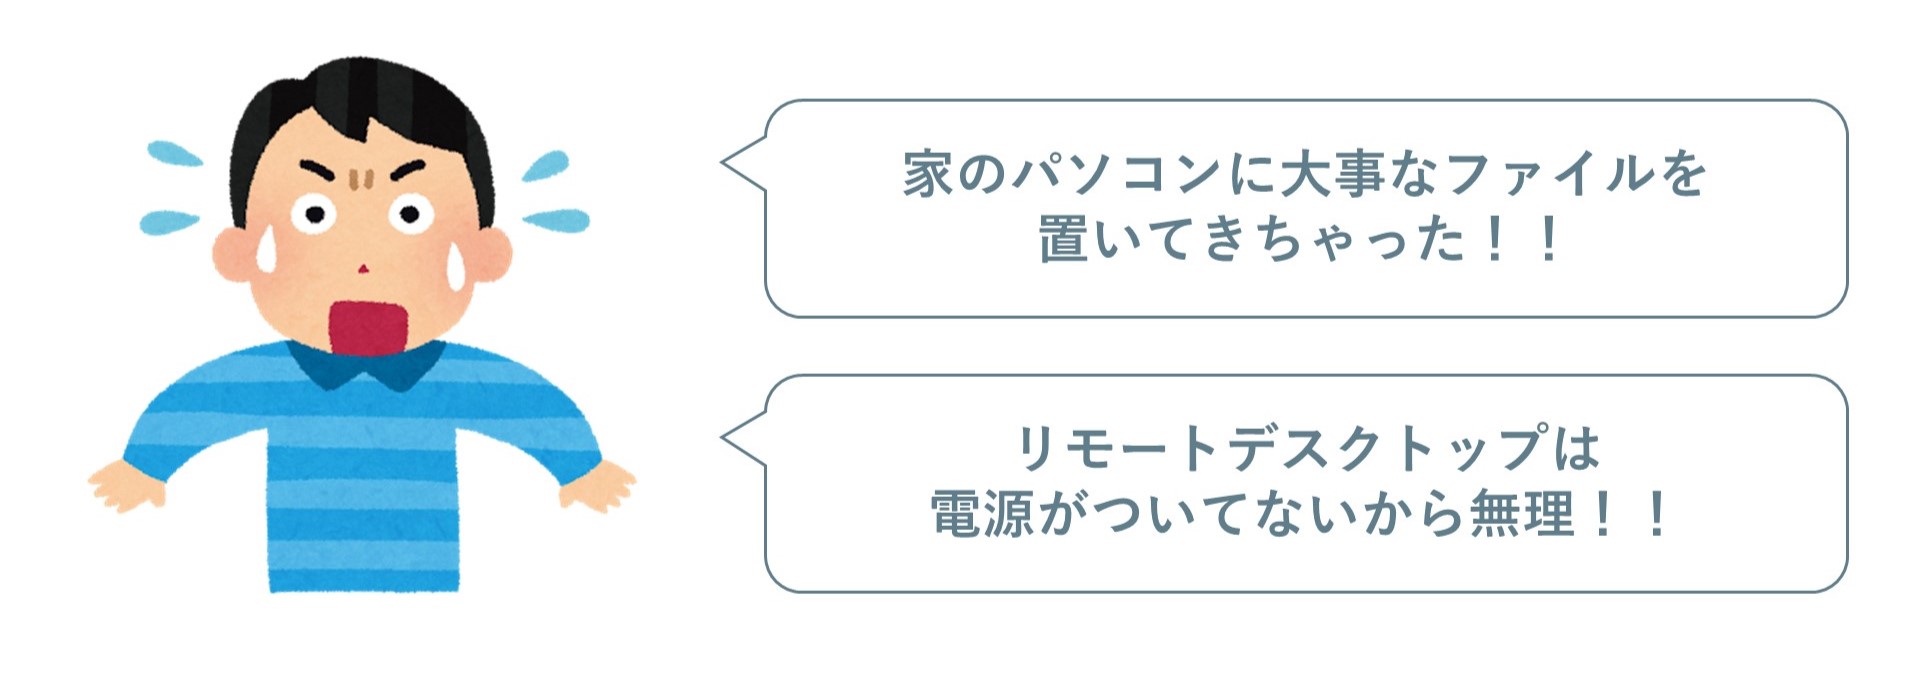 家のパソコンに大事なファイルを
置いてきちゃった！！
リモートデスクトップは
電源がついてないから無理！！